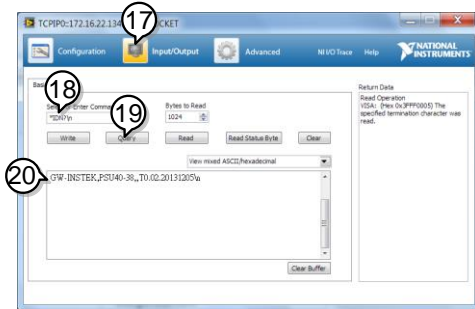 TCPIP0::172.16.22.134
CKET
17
Configuration
Input/Output
Advanced
NI I/O Trace
Help
NATIONAL
INSTRUMENTS
18
19
Bytes to Read
*IDN?\n
1024
Write
Query
Read
Read Status Byte
Clear
View mixed ASCII/hexadecimal
20
GW-INSTEK,PSU40-38,,T0.02.20131205\n
Clear Buffer
Return Data
Read Operation
VISA: (Hex 0x3FFF0005) The
specified termination character was
read.